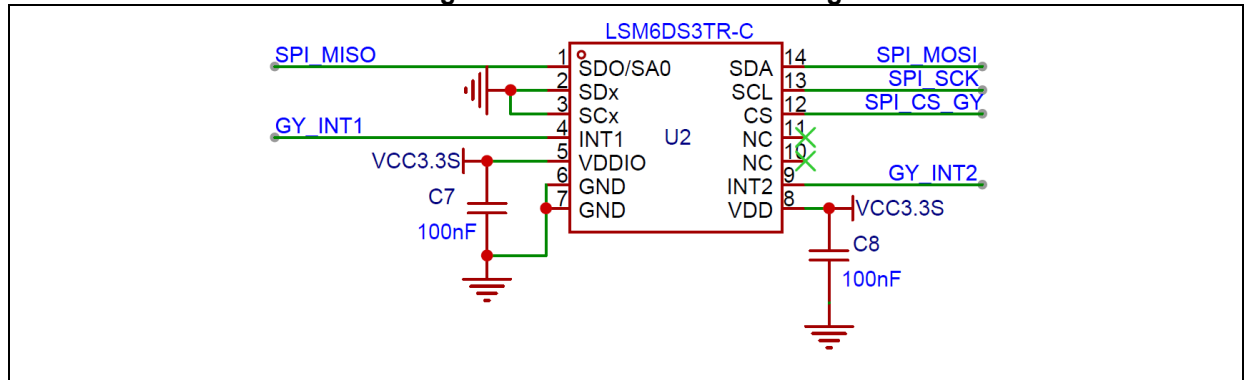 LSM6DS3TR-C
SPI_MISO
1
SDO/SA0
2
SDx
3
SCx
GY_INT1
4
INT1
VCC3.3S
5
VDDIO
6
GND
7
GND
C7
100nF
U2
14
SDA
SPI_MOSI
13
SCL
SPI_SCK
12
CS
SPI_CS_GY
11
NC
10
NC
9
INT2
GY_INT2
8
VDD
VCC3.3S
C8
100nF